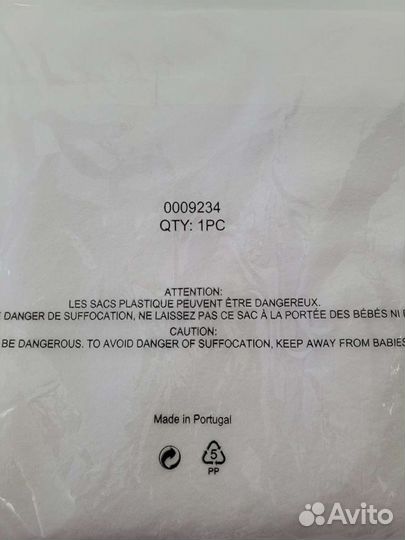 0009234
QTY: 1PC
ATTENTION:
LES SACS PLASTIQUE PEUVENT ÊTRE DANGEREUX.
DANGER DE SUFFOCATION, NE LAISSEZ PAS CE SAC À LA PORTÉE DES BÉBÉS NI
CAUTION:
BE DANGEROUS. TO AVOID DANGER OF SUFFOCATION, KEEP AWAY FROM BABIES
Made in Portugal
5
PP
Avito